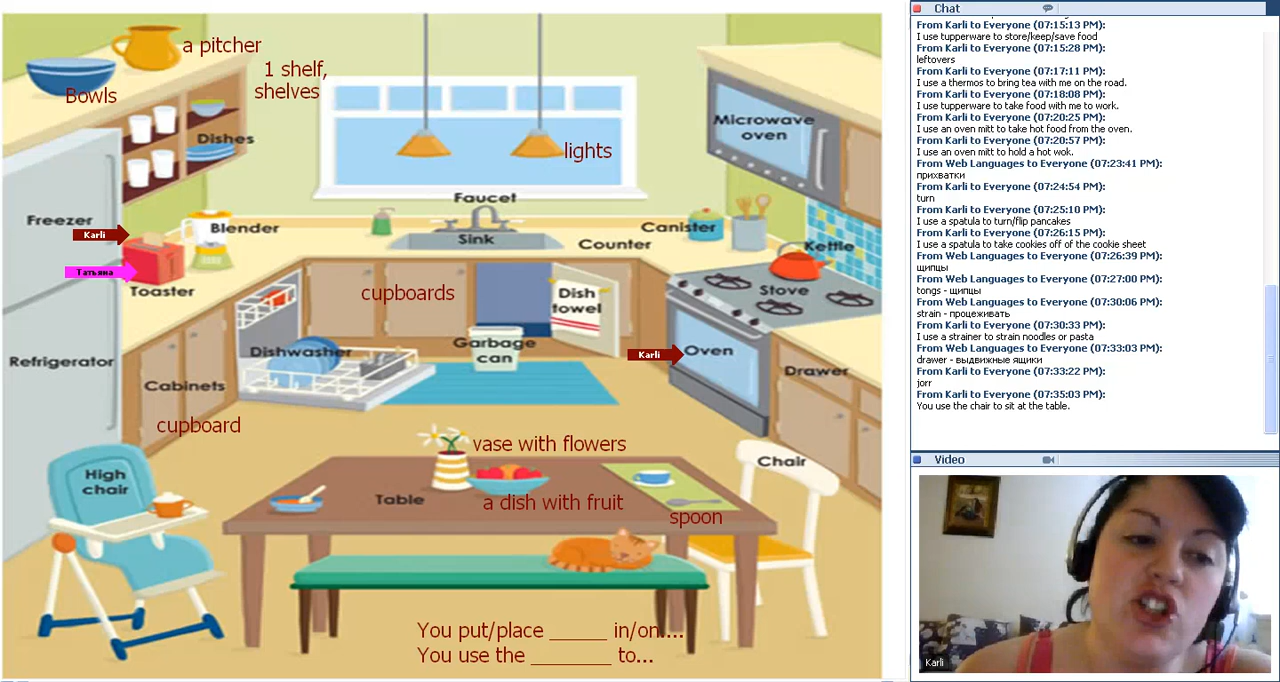 a pitcher
1 shelf,
shelves
Bowls
Dishes
Microwave
oven
lights
Faucet
Freezer
Karli
Blender
Sink
Counter
Canister
Kettle
Татьяна
Toaster
cupboards
Dish
towel
Stove
Dishwasher
Garbage
can
Karli
Oven
Refrigerator
Cabinets
Drawer
cupboard
vase with flowers
High
chair
Chair
Table
a dish with fruit
spoon
You put/place _____ in/on....
You use the _______ to...
Chat
From Karli to Everyone (07:15:13 PM):
I use tupperware to store/keep/save food
From Karli to Everyone (07:15:28 PM):
leftovers
From Karli to Everyone (07:17:11 PM):
I use a thermos to bring tea with me on the road.
From Karli to Everyone (07:18:08 PM):
I use tupperware to take food with me to work.
From Karli to Everyone (07:20:25 PM):
I use an oven mitt to take hot food from the oven.
From Karli to Everyone (07:20:57 PM):
I use an oven mitt to hold a hot wok.
From Web Languages to Everyone (07:23:41 PM):
прихватки
From Karli to Everyone (07:24:54 PM):
turn
From Karli to Everyone (07:25:10 PM):
I use a spatula to turn/flip pancakes
From Karli to Everyone (07:26:15 PM):
I use a spatula to take cookies off of the cookie sheet
From Web Languages to Everyone (07:26:39 PM):
щипцы
From Web Languages to Everyone (07:27:00 PM):
tongs - щипцы
From Web Languages to Everyone (07:30:06 PM):
strain - процеживать
From Karli to Everyone (07:30:33 PM):
I use a strainer to strain noodles or pasta
From Web Languages to Everyone (07:33:03 PM):
drawer - выдвижные ящики
From Karli to Everyone (07:33:22 PM):
jorr
From Karli to Everyone (07:35:03 PM):
You use the chair to sit at the table.
Video
Karli